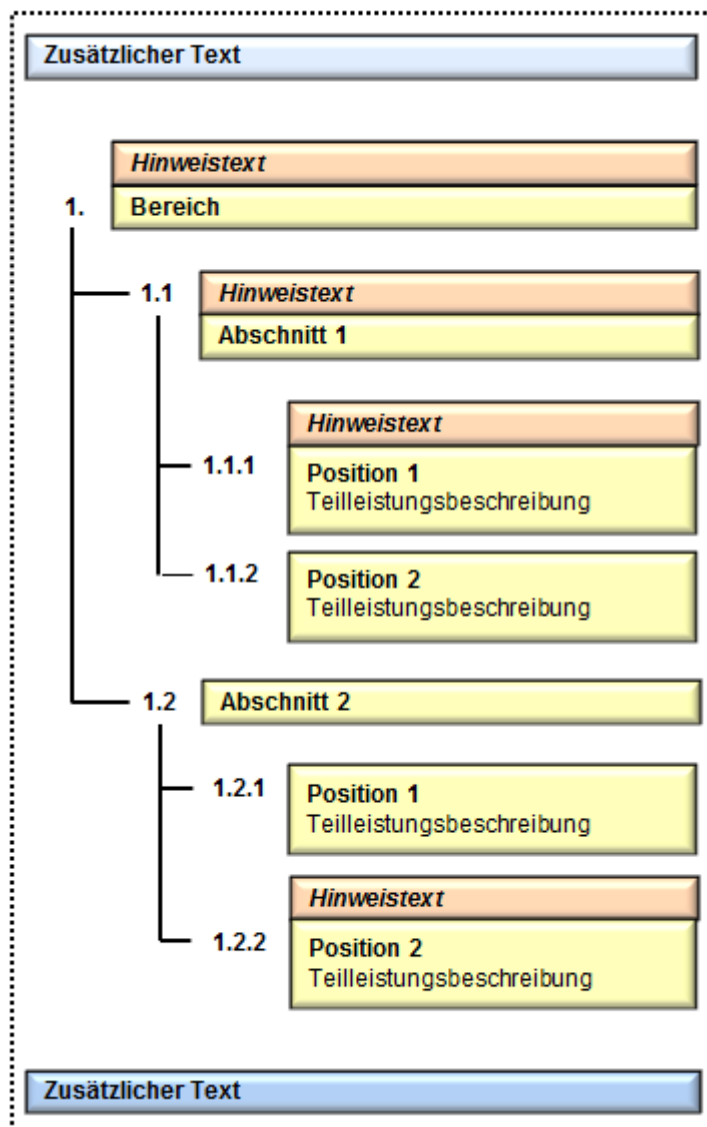 Zusätzlicher Text
Hinweistext
1. Bereich
Hinweistext
1.1 Abschnitt 1
Hinweistext
1.1.1 Position 1
Teilleistungsbeschreibung
1.1.2 Position 2
Teilleistungsbeschreibung
1.2 Abschnitt 2
1.2.1 Position 1
Teilleistungsbeschreibung
Hinweistext
1.2.2 Position 2
Teilleistungsbeschreibung
Zusätzlicher Text